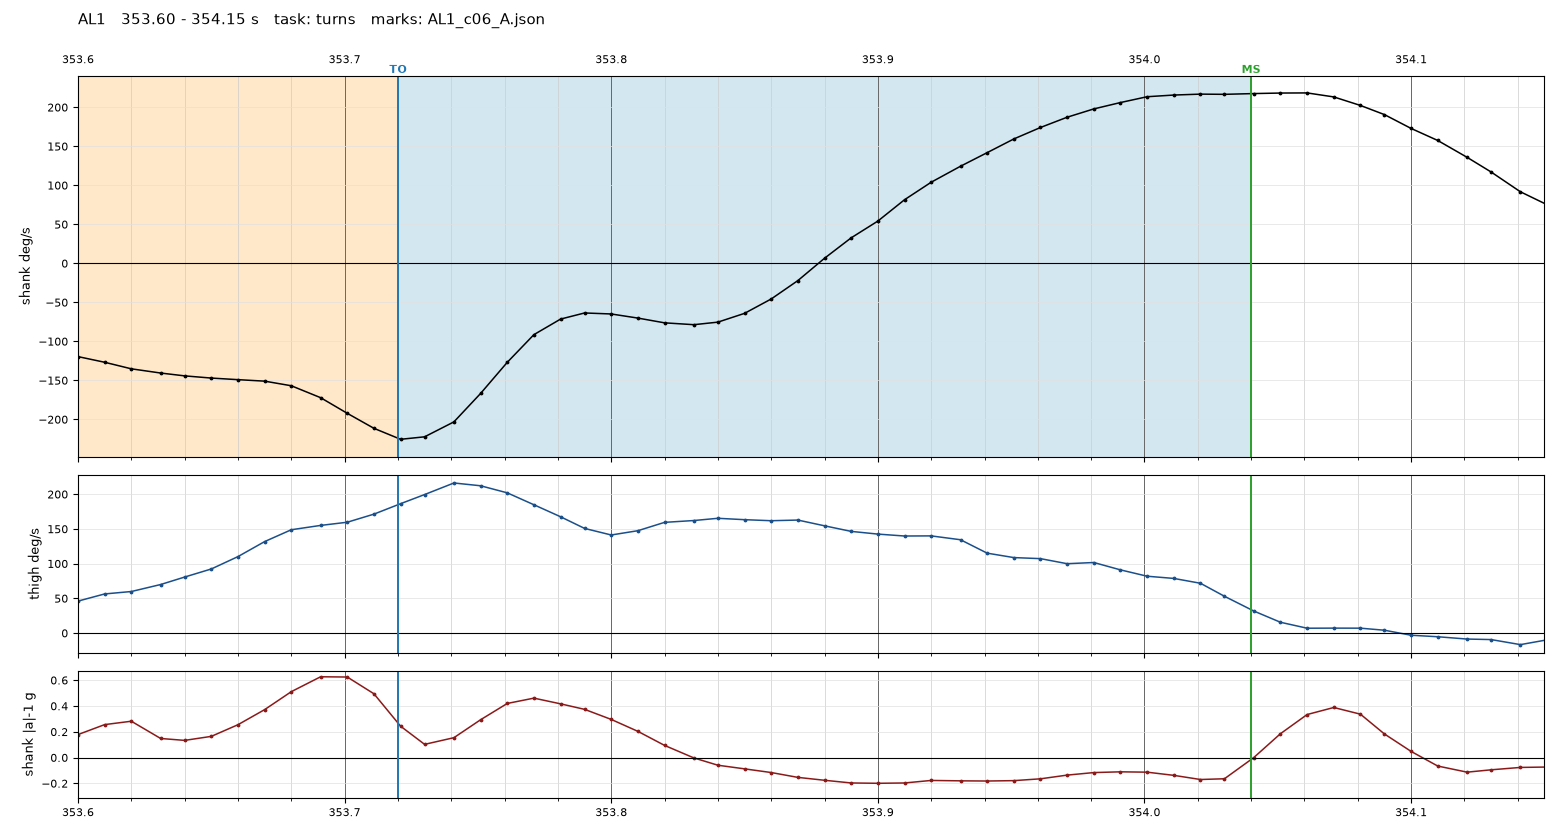 AL1 353.60 - 354.15 s task: turns marks: AL1_c06_A.json
353.6 353.7 353.8 353.9 354.0 354.1
TO MS
shank deg/s
200
150
100
50
0
−50
−100
−150
−200
thigh deg/s
200
150
100
50
0
shank |a|-1 g
0.6
0.4
0.2
0.0
−0.2
353.6 353.7 353.8 353.9 354.0 354.1